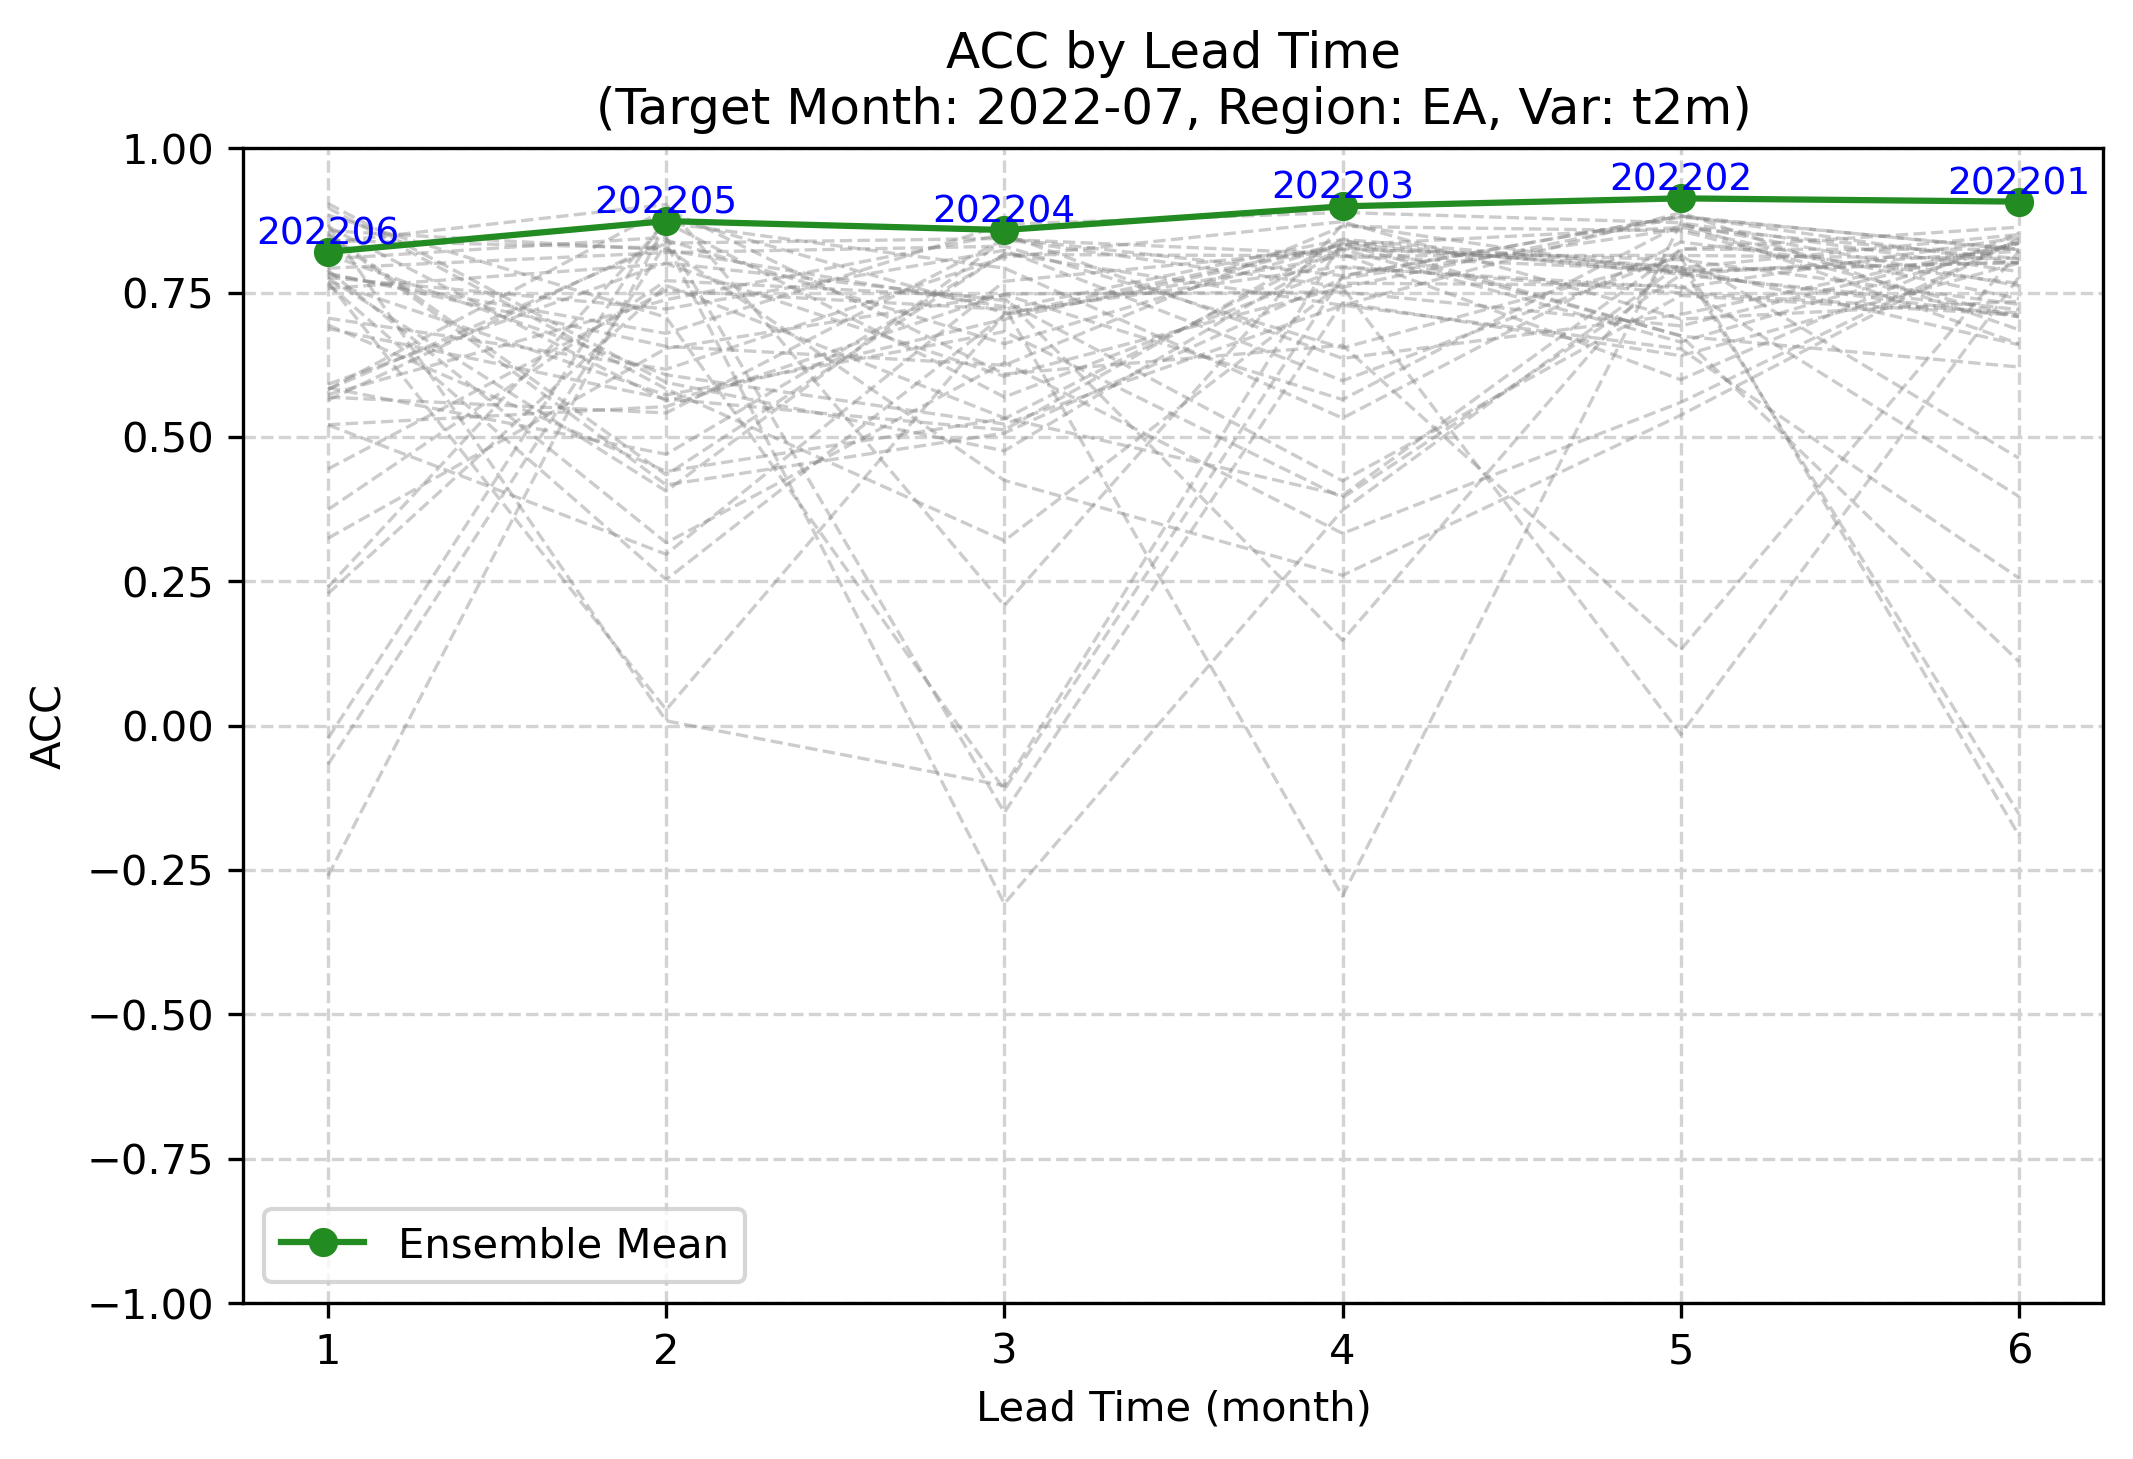 ACC by Lead Time
(Target Month: 2022-07, Region: EA, Var: t2m)
1.00
0.75
0.50
0.25
0.00
−0.25
−0.50
−0.75
−1.00
ACC
202206
202205
202204
202203
202202
202201
Ensemble Mean
1 2 3 4 5 6
Lead Time (month)